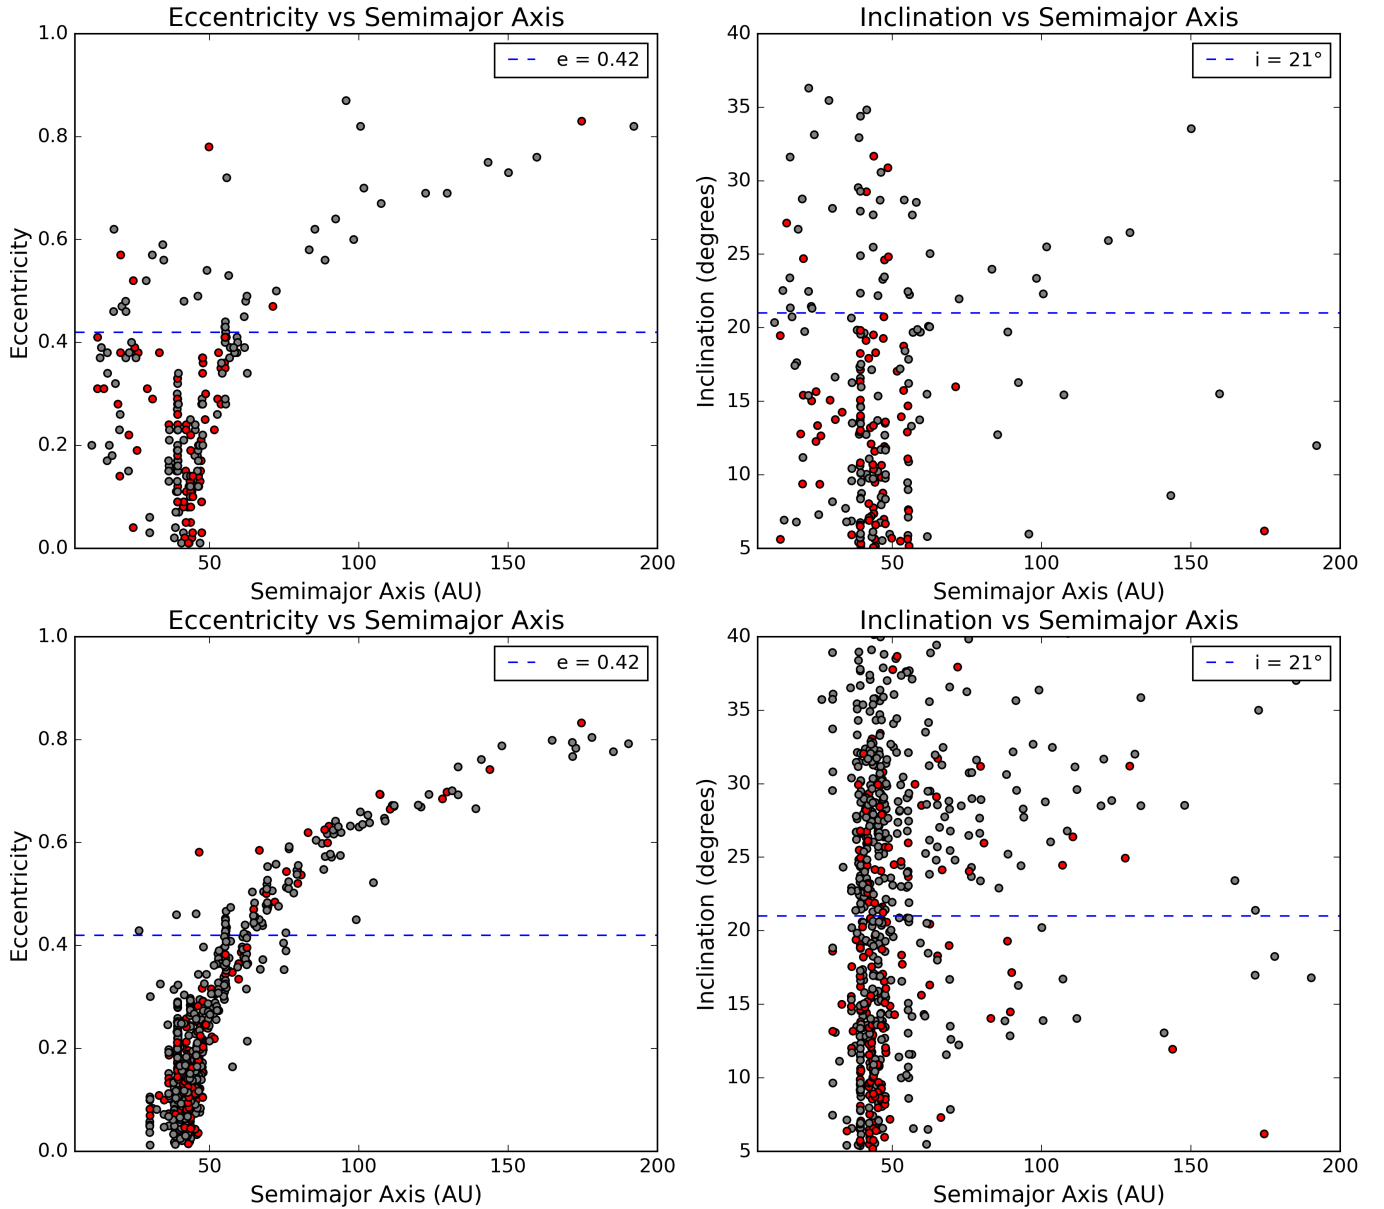 Eccentricity vs Semimajor Axis
1.0
0.8
0.6
0.4
0.2
0.0
Eccentricity
e = 0.42
50
100
150
200
Semimajor Axis (AU)
Inclination vs Semimajor Axis
40
35
30
25
20
15
10
5
Inclination (degrees)
i = 21°
50
100
150
200
Semimajor Axis (AU)
Eccentricity vs Semimajor Axis
1.0
0.8
0.6
0.4
0.2
0.0
Eccentricity
e = 0.42
50
100
150
200
Semimajor Axis (AU)
Inclination vs Semimajor Axis
40
35
30
25
20
15
10
5
Inclination (degrees)
i = 21°
50
100
150
200
Semimajor Axis (AU)